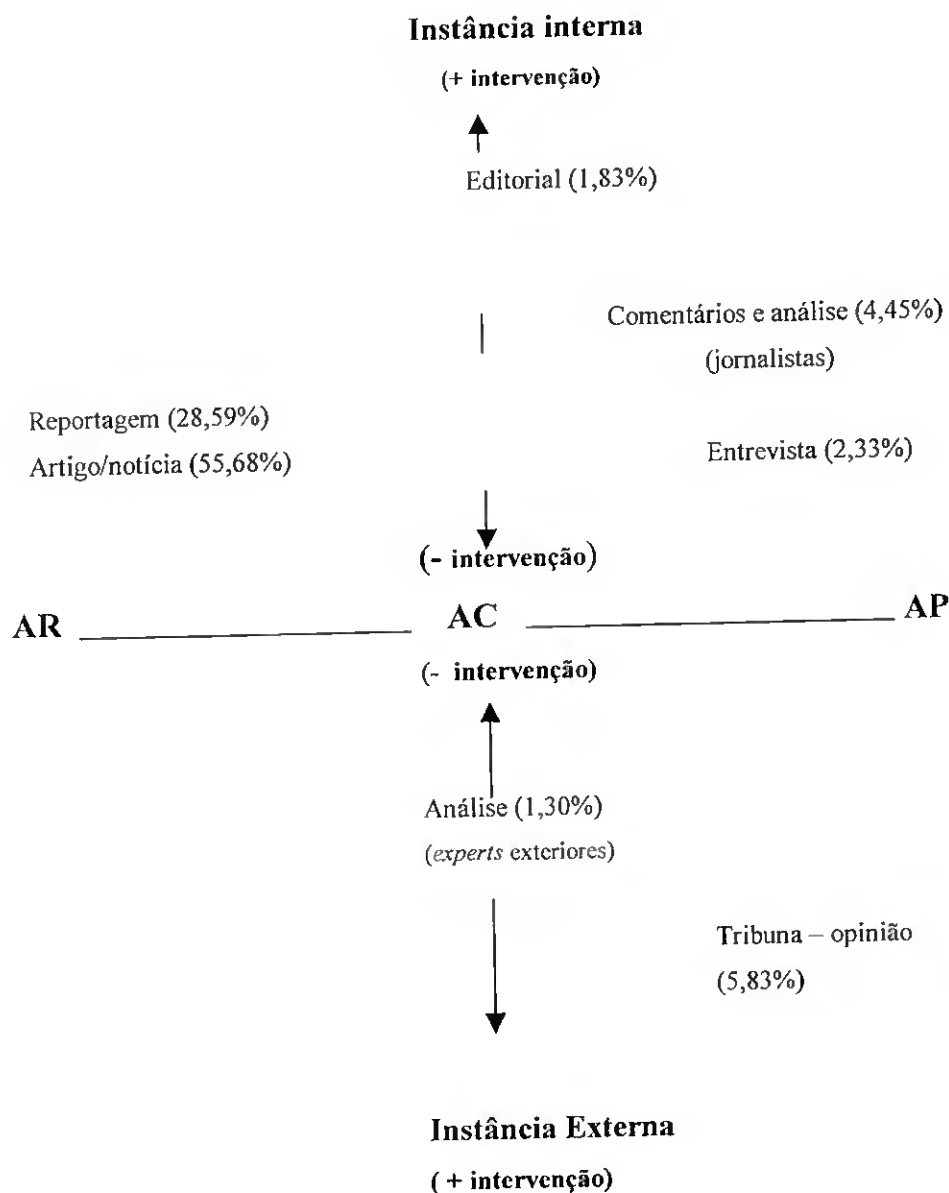 Instância interna
(+ intervenção)
Editorial (1,83%)
Comentários e análise (4,45%)
(jornalistas)
Reportagem (28,59%)
Artigo/notícia (55,68%)
Entrevista (2,33%)
(- intervenção)
AR AC AP
(- intervenção)
Análise (1,30%)
(experts exteriores)
Tribuna – opinião
(5,83%)
Instância Externa
( + intervenção)